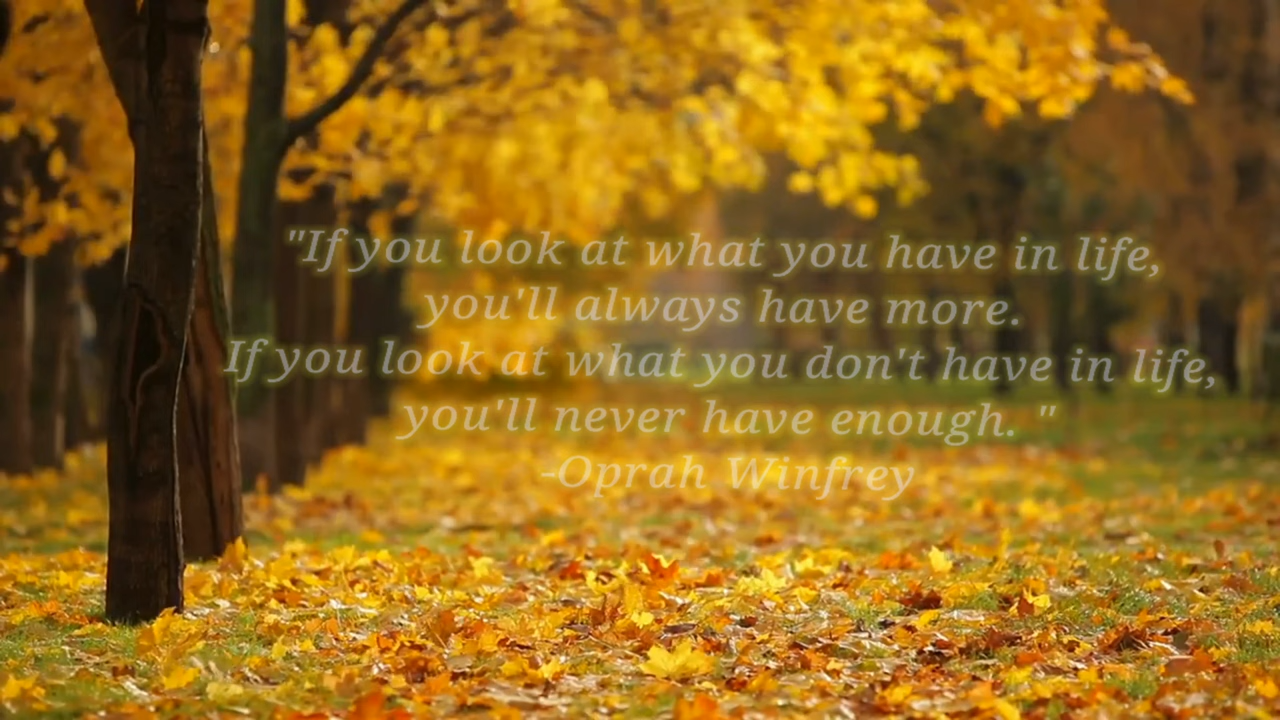 "If you look at what you have in life,
you'll always have more.
If you look at what you don't have in life,
you'll never have enough. "
-Oprah Winfrey